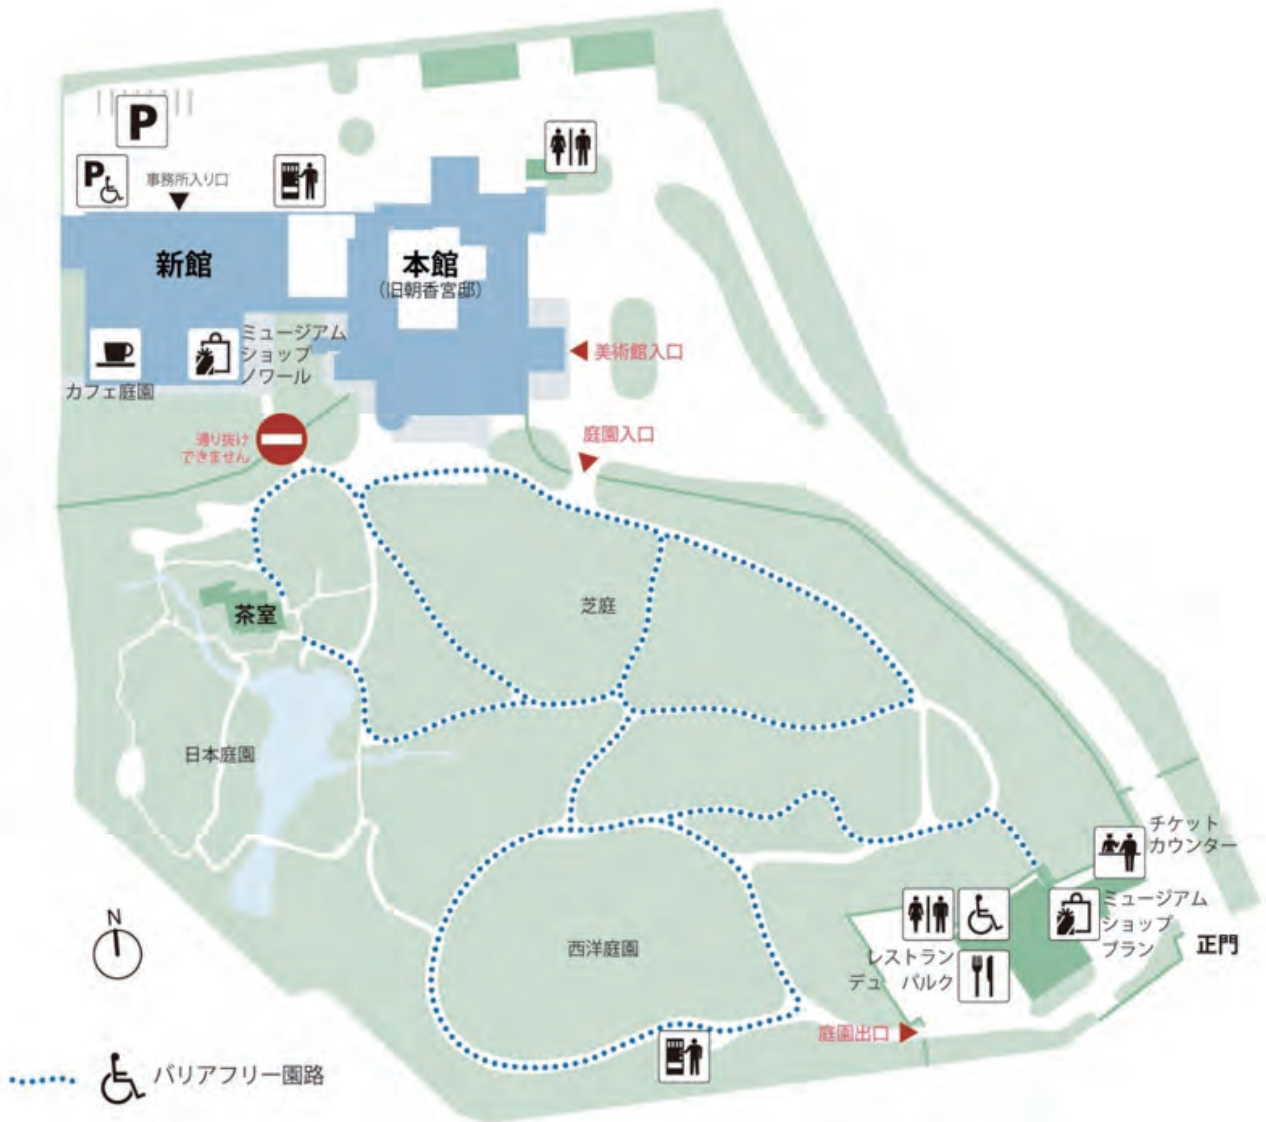 P
P
事務所入り口
新館
本館
(旧朝香宮邸)
ミュージアム
ショップ
ノワール
カフェ庭園
美術館入口
庭園入口
通り抜け
できません
芝庭
茶室
日本庭園
チケット
カウンター
ミュージアム
ショップ
ブラン
正門
レストラン
デュ パルク
西洋庭園
庭園出口
N
バリアフリー園路